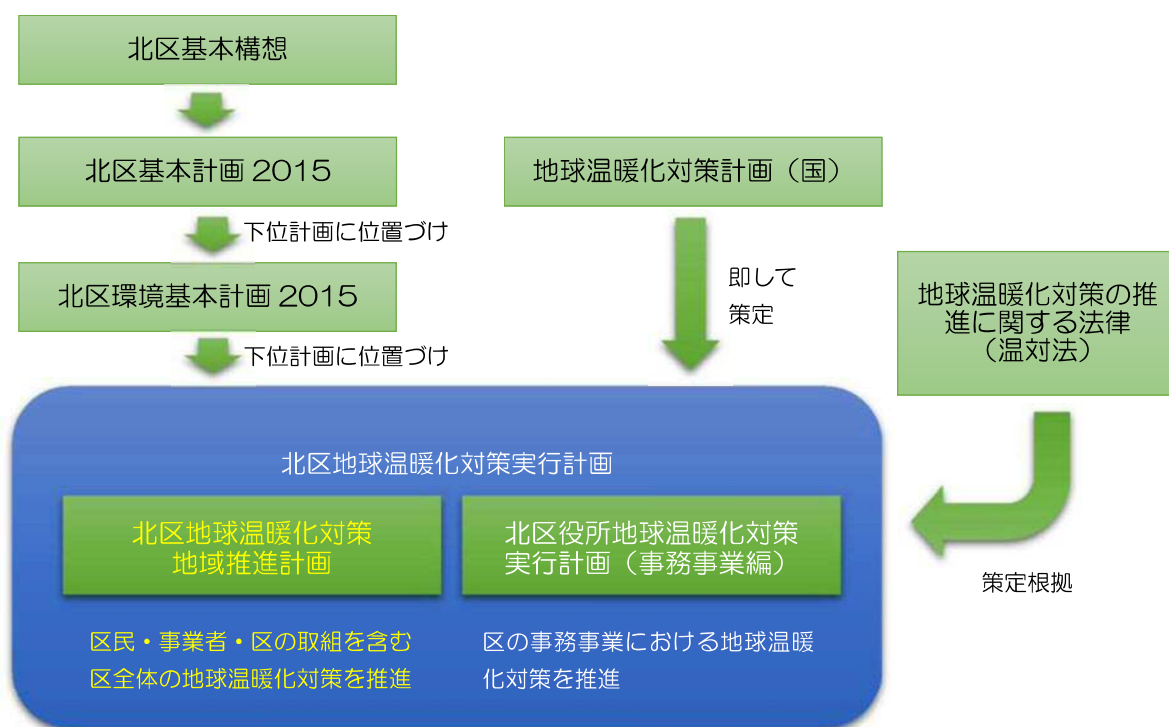 北区基本構想
北区基本計画 2015
下位計画に位置づけ
北区環境基本計画 2015
下位計画に位置づけ
地球温暖化対策計画（国）
即して
策定
地球温暖化対策の推
進に関する法律
（温対法）
策定根拠
北区地球温暖化対策実行計画
北区地球温暖化対策
地域推進計画
区民・事業者・区の取組を含む
区全体の地球温暖化対策を推進
北区役所地球温暖化対策
実行計画（事務事業編）
区の事務事業における地球温暖
化対策を推進